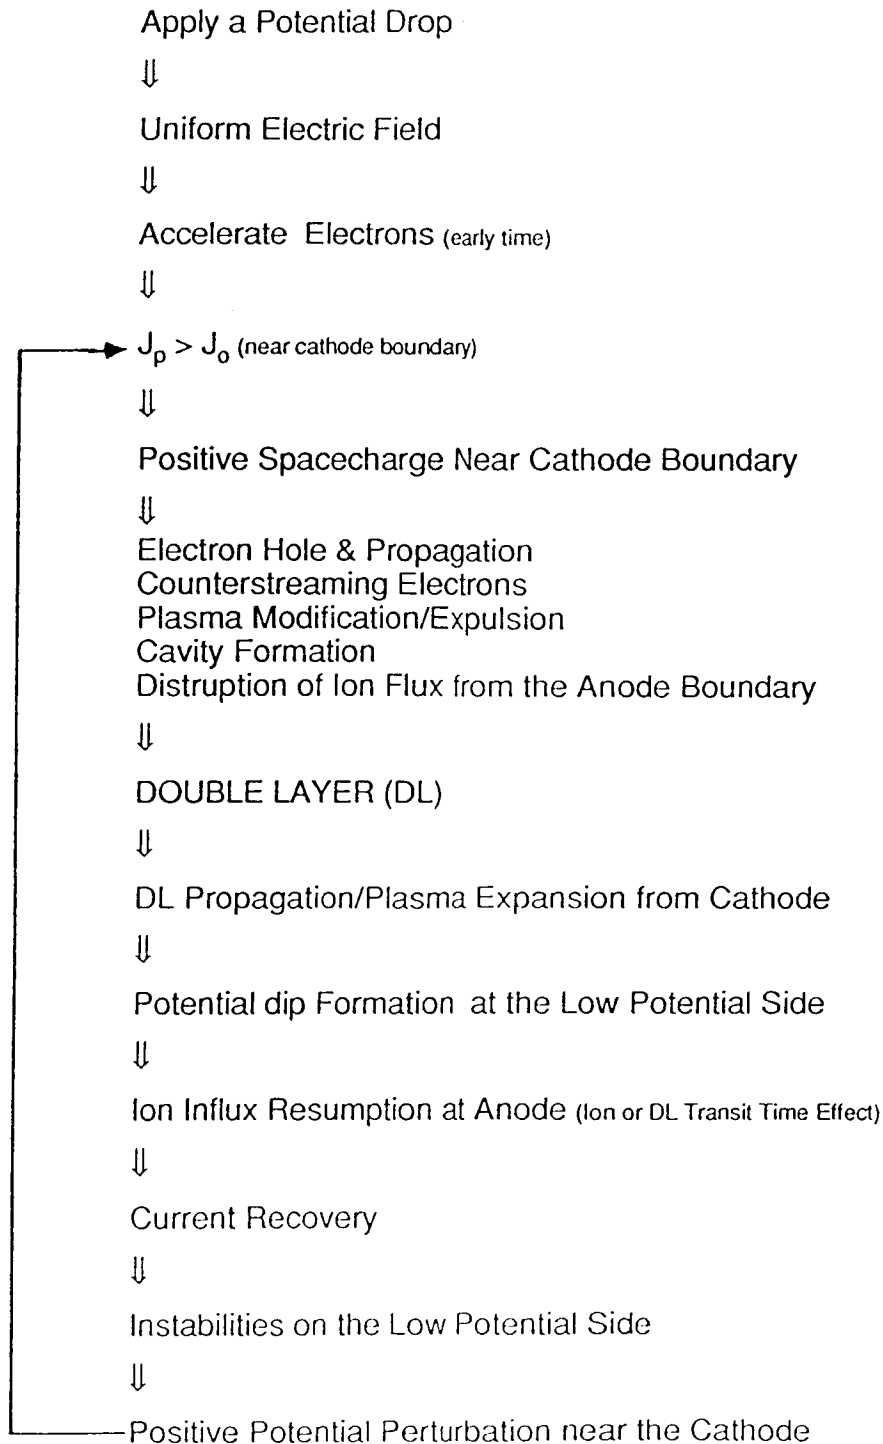 Apply a Potential Drop
⇓
Uniform Electric Field
⇓
Accelerate Electrons (early time)
⇓
Jp > Jo (near cathode boundary)
⇓
Positive Spacecharge Near Cathode Boundary
⇓
Electron Hole & Propagation
Counterstreaming Electrons
Plasma Modification/Expulsion
Cavity Formation
Distruption of Ion Flux from the Anode Boundary
⇓
DOUBLE LAYER (DL)
⇓
DL Propagation/Plasma Expansion from Cathode
⇓
Potential dip Formation at the Low Potential Side
⇓
Ion Influx Resumption at Anode (Ion or DL Transit Time Effect)
⇓
Current Recovery
⇓
Instabilities on the Low Potential Side
⇓
Positive Potential Perturbation near the Cathode